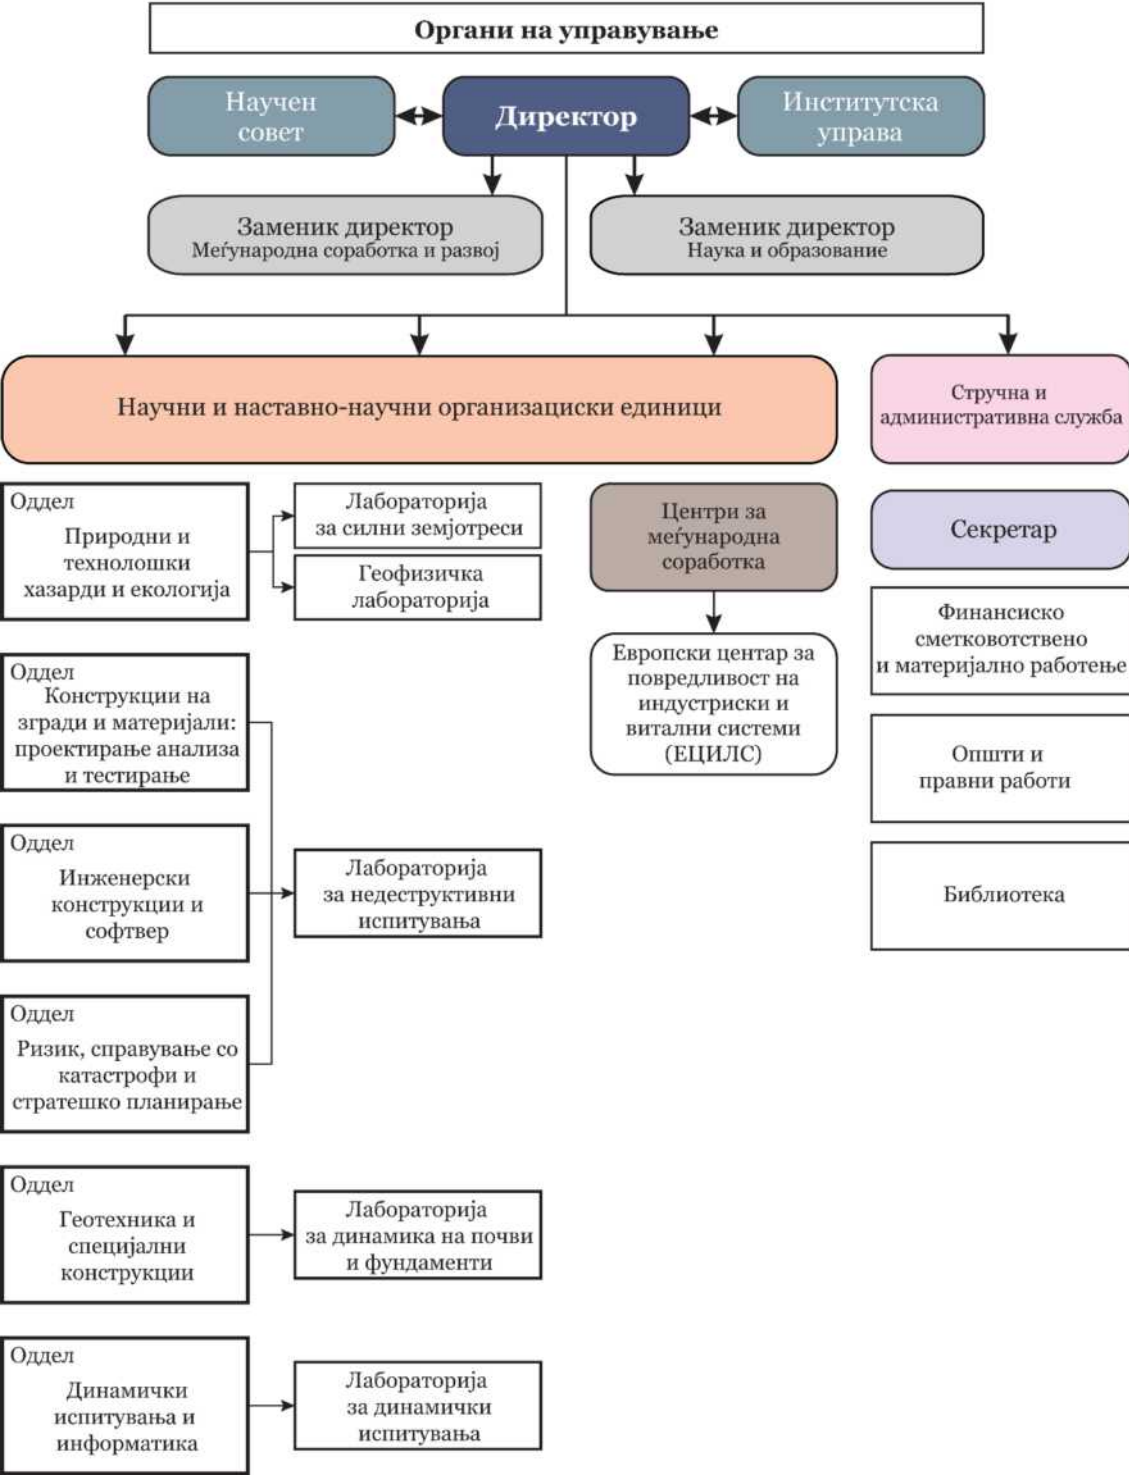 Органи на управување
Научен
совет
Директор
Институтска
управа
Заменик директор
Меѓународна соработка и развој
Заменик директор
Наука и образование
Научни и наставно-научни организациски единици
Стручна и
административна служба
Оддел
Природни и
технолошки
хазарди и екологија
Лабораторија
за силни земјотреси
Геофизичка
лабораторија
Оддел
Конструкции на
згради и материјали:
проектирање анализа
и тестирање
Оддел
Инженерски
конструкции и
софтвер
Лабораторија
за недеструктивни
испитувања
Оддел
Ризик, справување со
катастрофи и
стратешко планирање
Оддел
Геотехника и
специјални
конструкции
Лабораторија
за динамика на почви
и фундаменти
Оддел
Динамички
испитувања и
информатика
Лабораторија
за динамички
испитувања
Центри за
меѓународна
соработка
Европски центар за
повредливост на
индустриски и
витални системи
(ЕЦИЛС)
Секретар
Финансиско
сметковотствено
и материјално работење
Општи и
правни работи
Библиотека